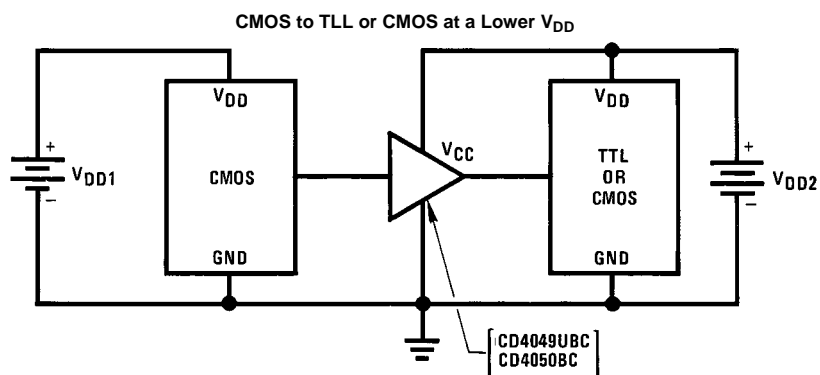 CMOS to TLL or CMOS at a Lower VDD
VDD
VDD
+
VDD1
−
CMOS
VCC
TTL
OR
CMOS
+
VDD2
−
GND
GND
CD4049UBC
CD4050BC